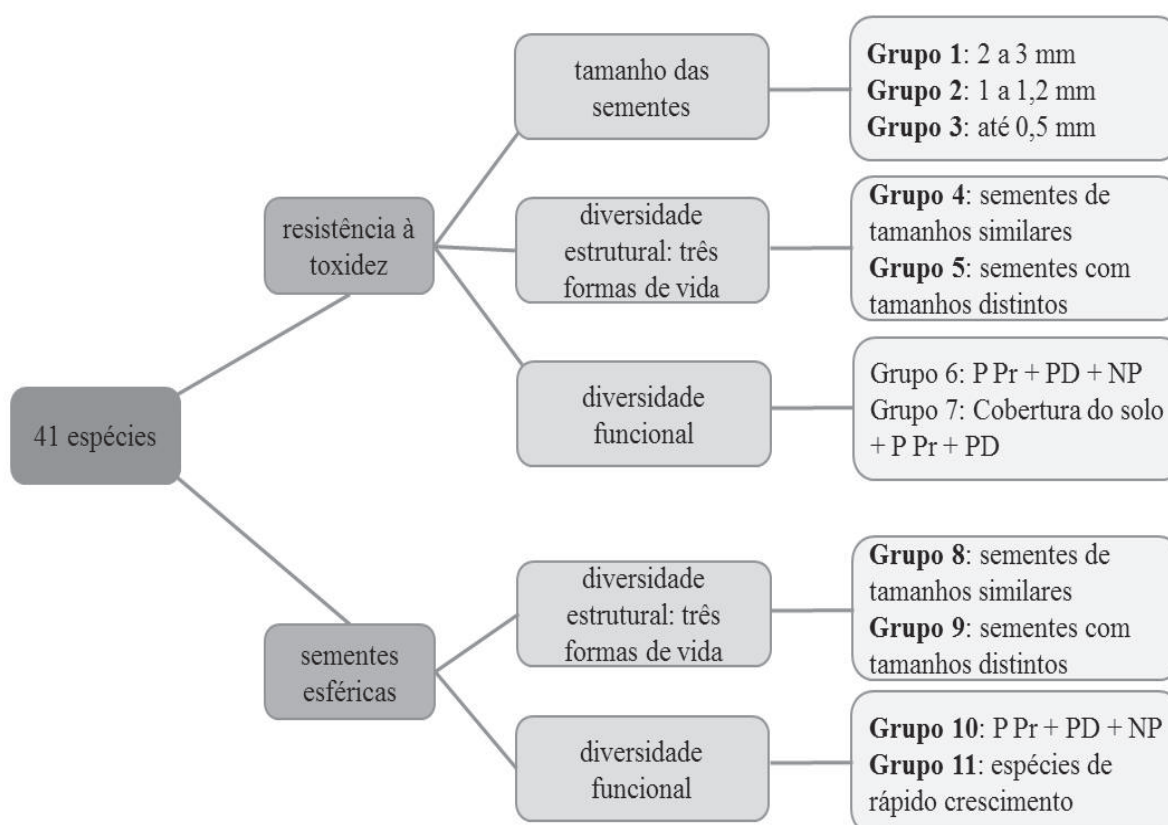 41 espécies
resistência à
toxidez
tamanho das
sementes
Grupo 1: 2 a 3 mm
Grupo 2: 1 a 1,2 mm
Grupo 3: até 0,5 mm
diversidade
estrutural: três
formas de vida
Grupo 4: sementes de
tamanhos similares
Grupo 5: sementes com
tamanhos distintos
diversidade
funcional
Grupo 6: P Pr + PD + NP
Grupo 7: Cobertura do solo
+ P Pr + PD
sementes
esféricas
diversidade
estrutural: três
formas de vida
Grupo 8: sementes de
tamanhos similares
Grupo 9: sementes com
tamanhos distintos
diversidade
funcional
Grupo 10: P Pr + PD + NP
Grupo 11: espécies de
rápido crescimento